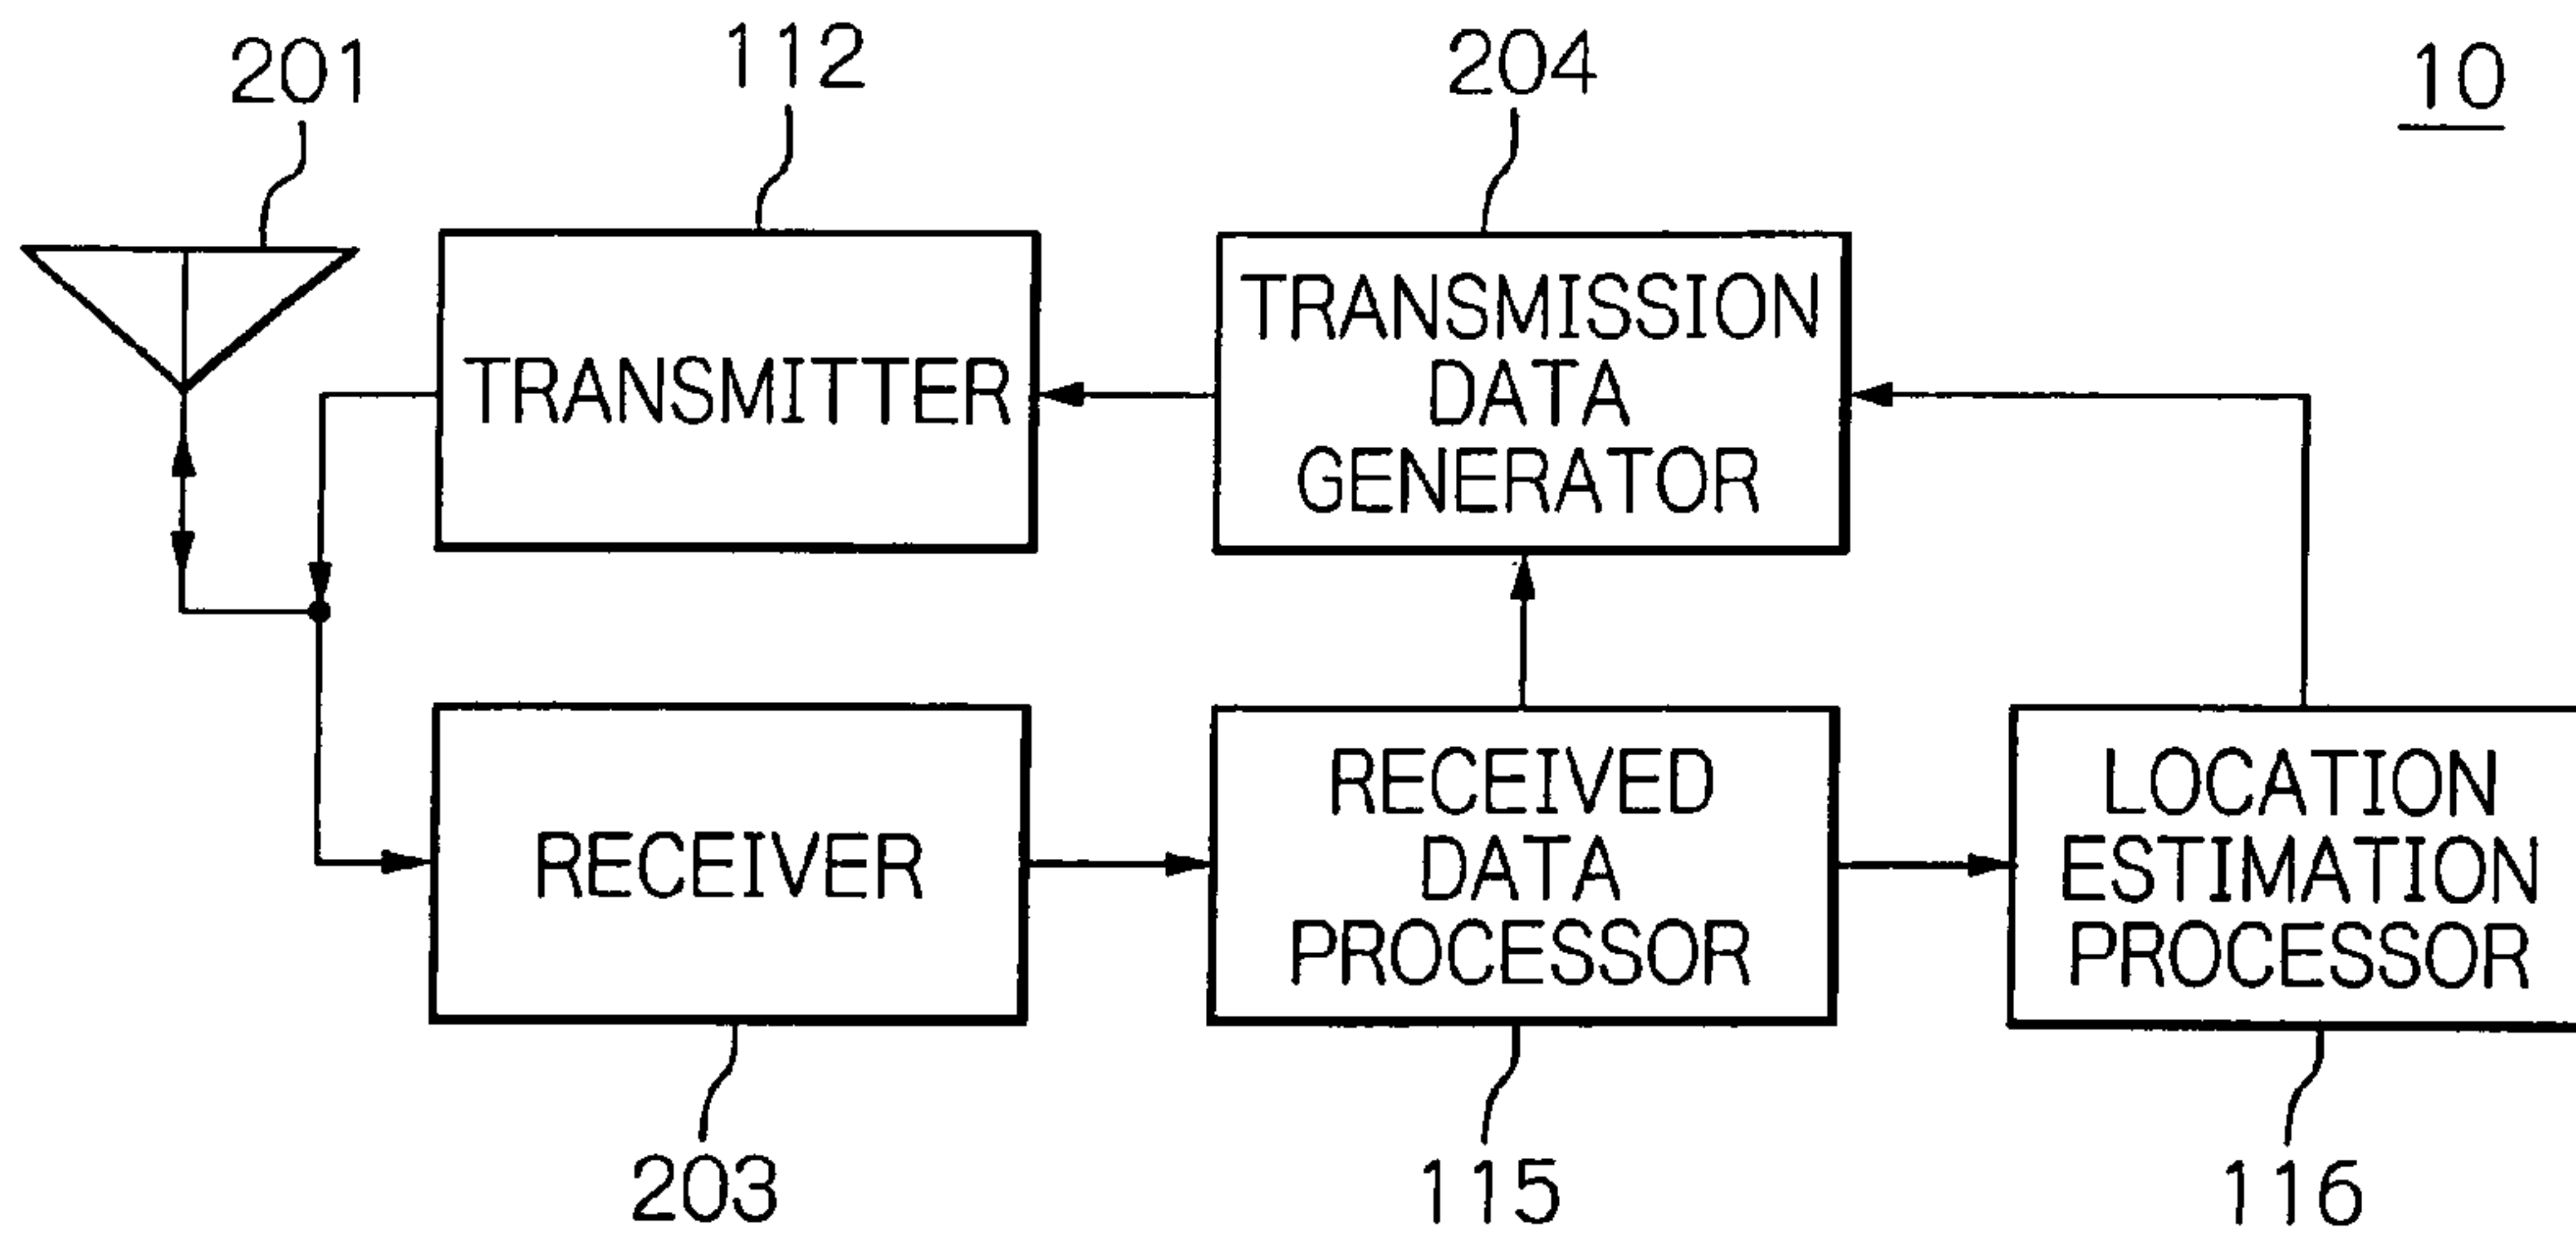 201
112
204
10
TRANSMITTER
TRANSMISSION
DATA
GENERATOR
RECEIVER
RECEIVED
DATA
PROCESSOR
LOCATION
ESTIMATION
PROCESSOR
203
115
116